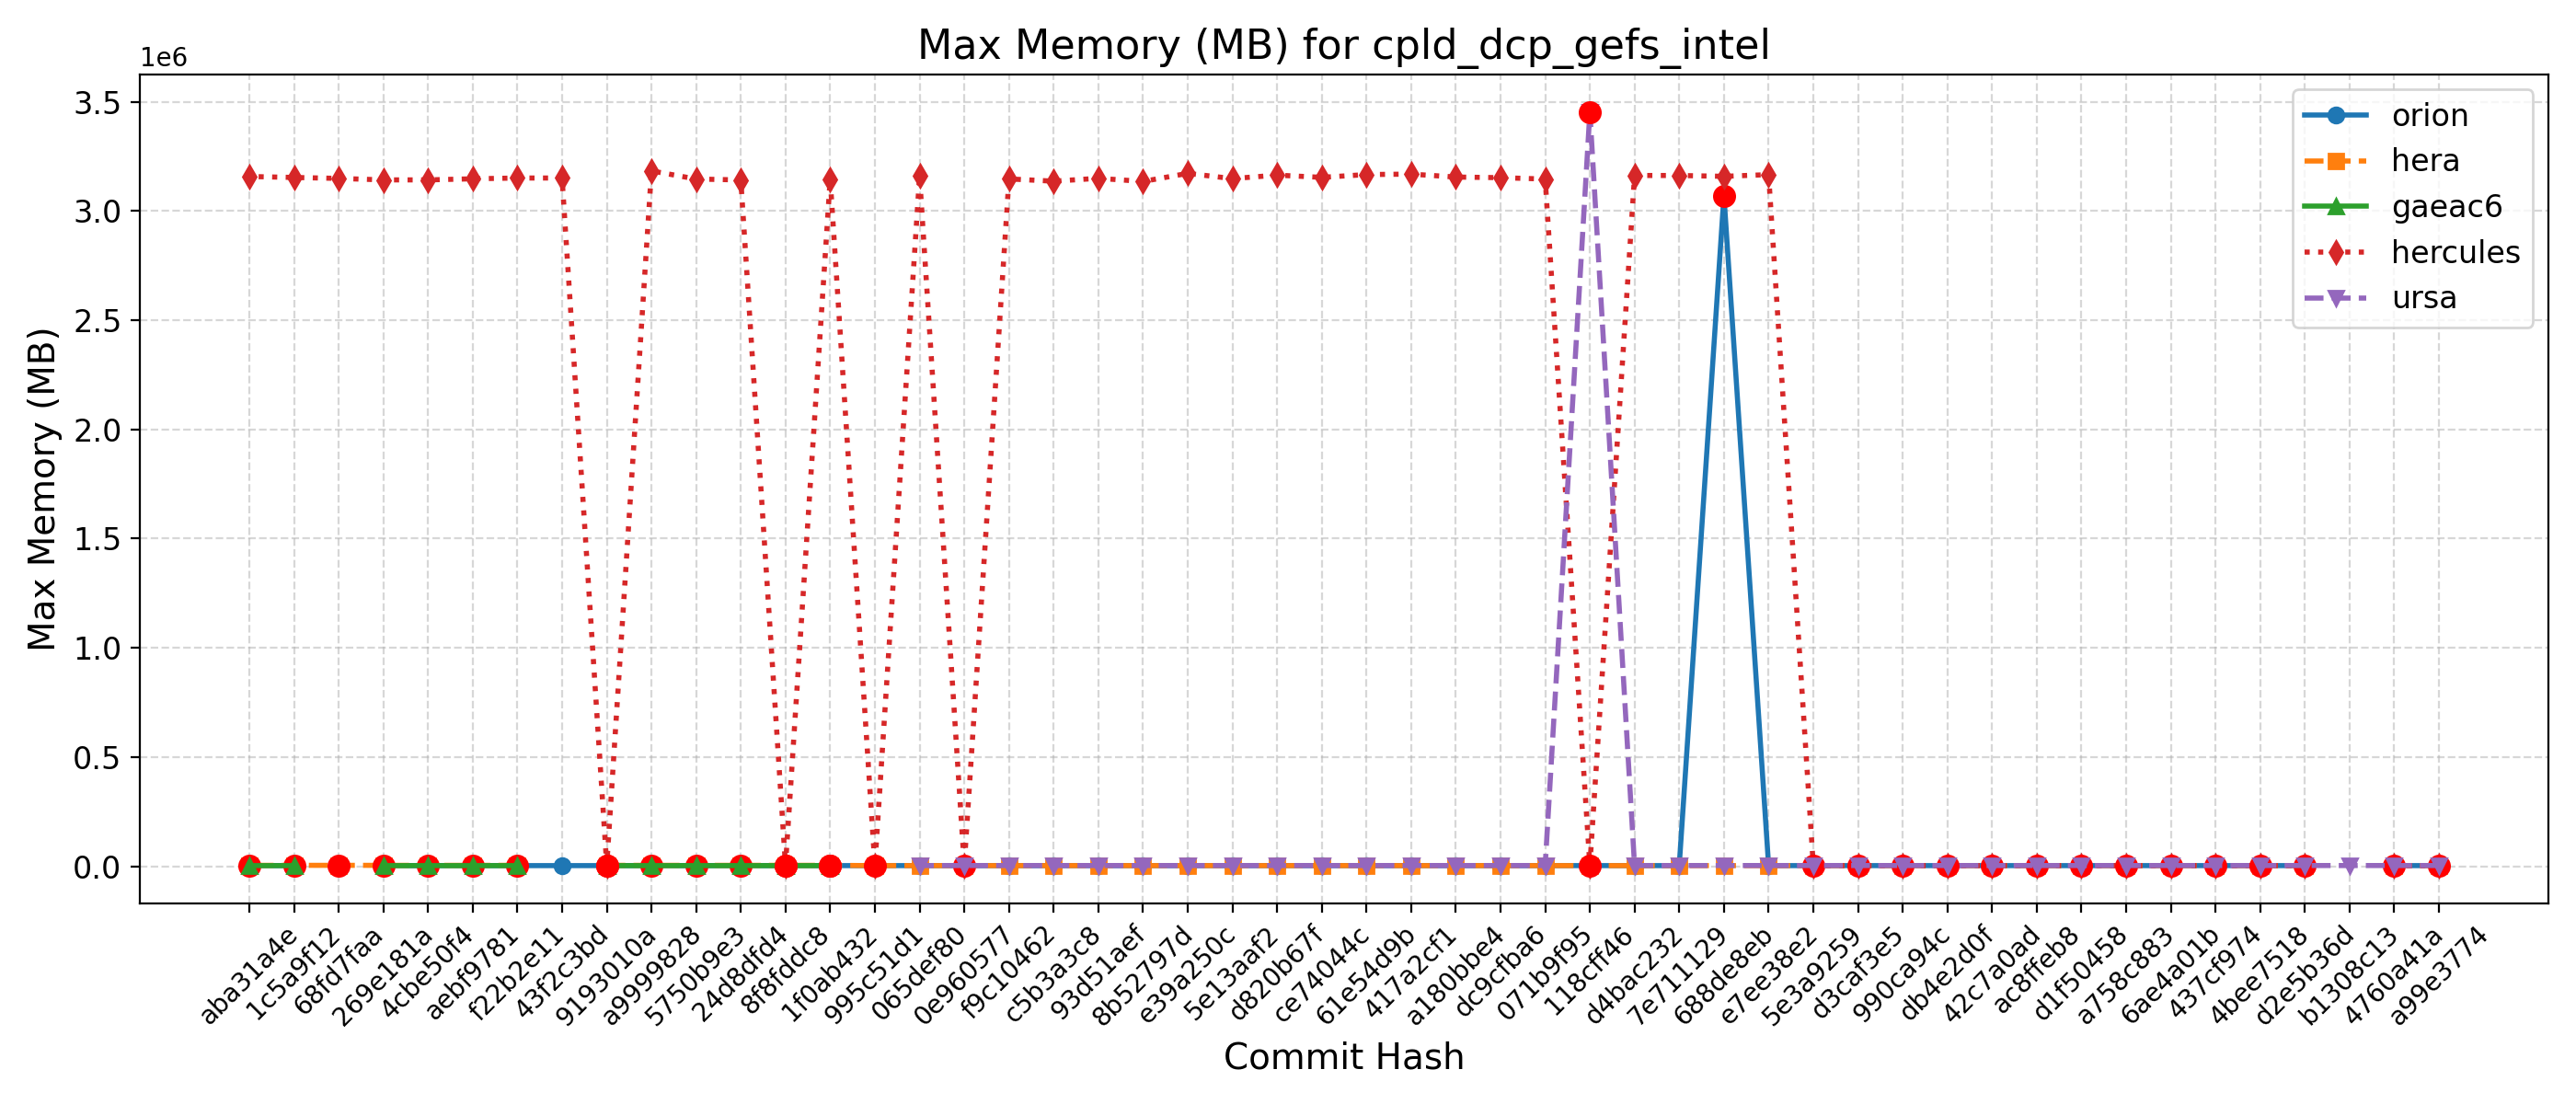 Max Memory (MB) for cpld_dcp_gefs_intel
1e6
3.5
3.0
2.5
2.0
1.5
1.0
0.5
0.0
Max Memory (MB)
orion
hera
gaeac6
hercules
ursa
aba31a4e
1c5a9f12
68fd7faa
269e181a
4cbe50f4
aebf9781
f22b2e11
43f2c3bd
9193010a
a9999828
5750b9e3
24d8dfd4
8f8fddc8
1f0ab432
995c51d1
065def80
0e960577
f9c10462
c5b3a3c8
93d51aef
8b52797d
e39a250c
5e13aaf2
d820b67f
ce74044c
61e54d9b
417a2cf1
a180bbe4
dc9cfba6
071b9f95
118cff46
d4bac232
7e711129
688de8eb
e7ee38e2
5e3a9259
d3caf3e5
990ca94c
db4e2d0f
42c7a0ad
ac8ffeb8
d1f50458
a758c883
6ae4a01b
437cf974
4bee7518
d2e5b36d
b1308c13
4760a41a
a99e3774
Commit Hash